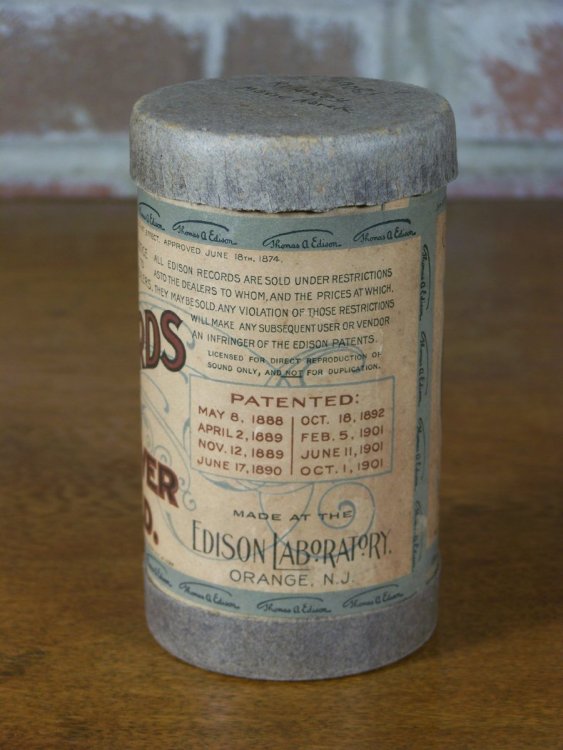 Thomas A. Edison Thomas A Edison Thomas A. Edison
EFFECT, APPROVED JUNE 18TH, 1874.
ALL EDISON RECORDS ARE SOLD UNDER RESTRICTIONS
AS TO THE DEALERS TO WHOM, AND THE PRICES AT WHICH,
THEY MAY BE SOLD. ANY VIOLATION OF THOSE RESTRICTIONS
WILL MAKE ANY SUBSEQUENT USER OR VENDOR
AN INFRINGER OF THE EDISON PATENTS.
LICENSED FOR DIRECT REPRODUCTION OF
SOUND ONLY, AND NOT FOR DUPLICATION.
RDS
PATENTED:
MAY 8, 1888 OCT. 18, 1892
APRIL 2, 1889 FEB. 5, 1901
NOV. 12, 1889 JUNE 11, 1901
JUNE 17, 1890 OCT. 1, 1901
VER
D.
MADE AT THE
EDISON LABORATORY.
ORANGE, N.J.
Thomas A. Edison Thomas A. Edison Thomas A. Edison